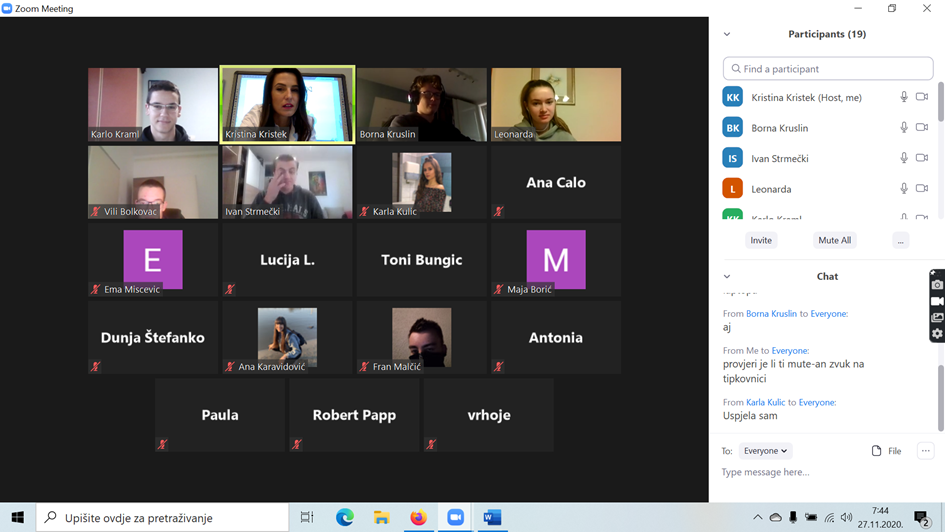 Zoom Meeting
Karlo Kraml
Kristina Kristek
Borna Kruslin
Leonarda
Vili Bolkovac
Ivan Strmečki
Karla Kulic
Ana Calo
E
Ema Miscevic
Lucija L.
Toni Bungic
M
Maja Borić
Dunja Štefanko
Ana Karavidović
Fran Malčić
Antonia
Paula
Robert Papp
vrhoje
Participants (19)
Find a participant
KK Kristina Kristek (Host, me)
BK Borna Kruslin
IS Ivan Strmečki
L Leonarda
KK Karlo Kraml
Invite Mute All ...
Chat
From Borna Kruslin to Everyone:
aj
From Me to Everyone:
provjeri je li ti mute-an zvuk na
tipkovnici
From Karla Kulic to Everyone:
Uspjela sam
To: Everyone File ...
Type message here...
Upišite ovdje za pretraživanje
7:44
27.11.2020.
2